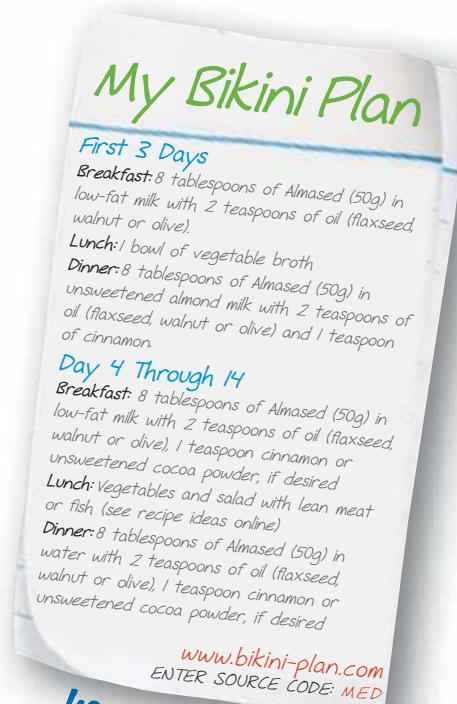 My Bikini Plan
First 3 Days
Breakfast: 8 tablespoons of Almased (50g) in
low-fat milk with 2 teaspoons of oil (flaxseed,
walnut or olive).
Lunch: 1 bowl of vegetable broth
Dinner: 8 tablespoons of Almased (50g) in
unsweetened almond milk with 2 teaspoons of
oil (flaxseed, walnut or olive) and 1 teaspoon
of cinnamon.
Day 4 Through 14
Breakfast: 8 tablespoons of Almased (50g) in
low-fat milk with 2 teaspoons of oil (flaxseed,
walnut or olive), 1 teaspoon cinnamon or
unsweetened cocoa powder, if desired
Lunch: Vegetables and salad with lean meat
or fish (see recipe ideas online)
Dinner: 8 tablespoons of Almased (50g) in
water with 2 teaspoons of oil (flaxseed,
walnut or olive), 1 teaspoon cinnamon or
unsweetened cocoa powder, if desired
www.bikini-plan.com
ENTER SOURCE CODE: MED